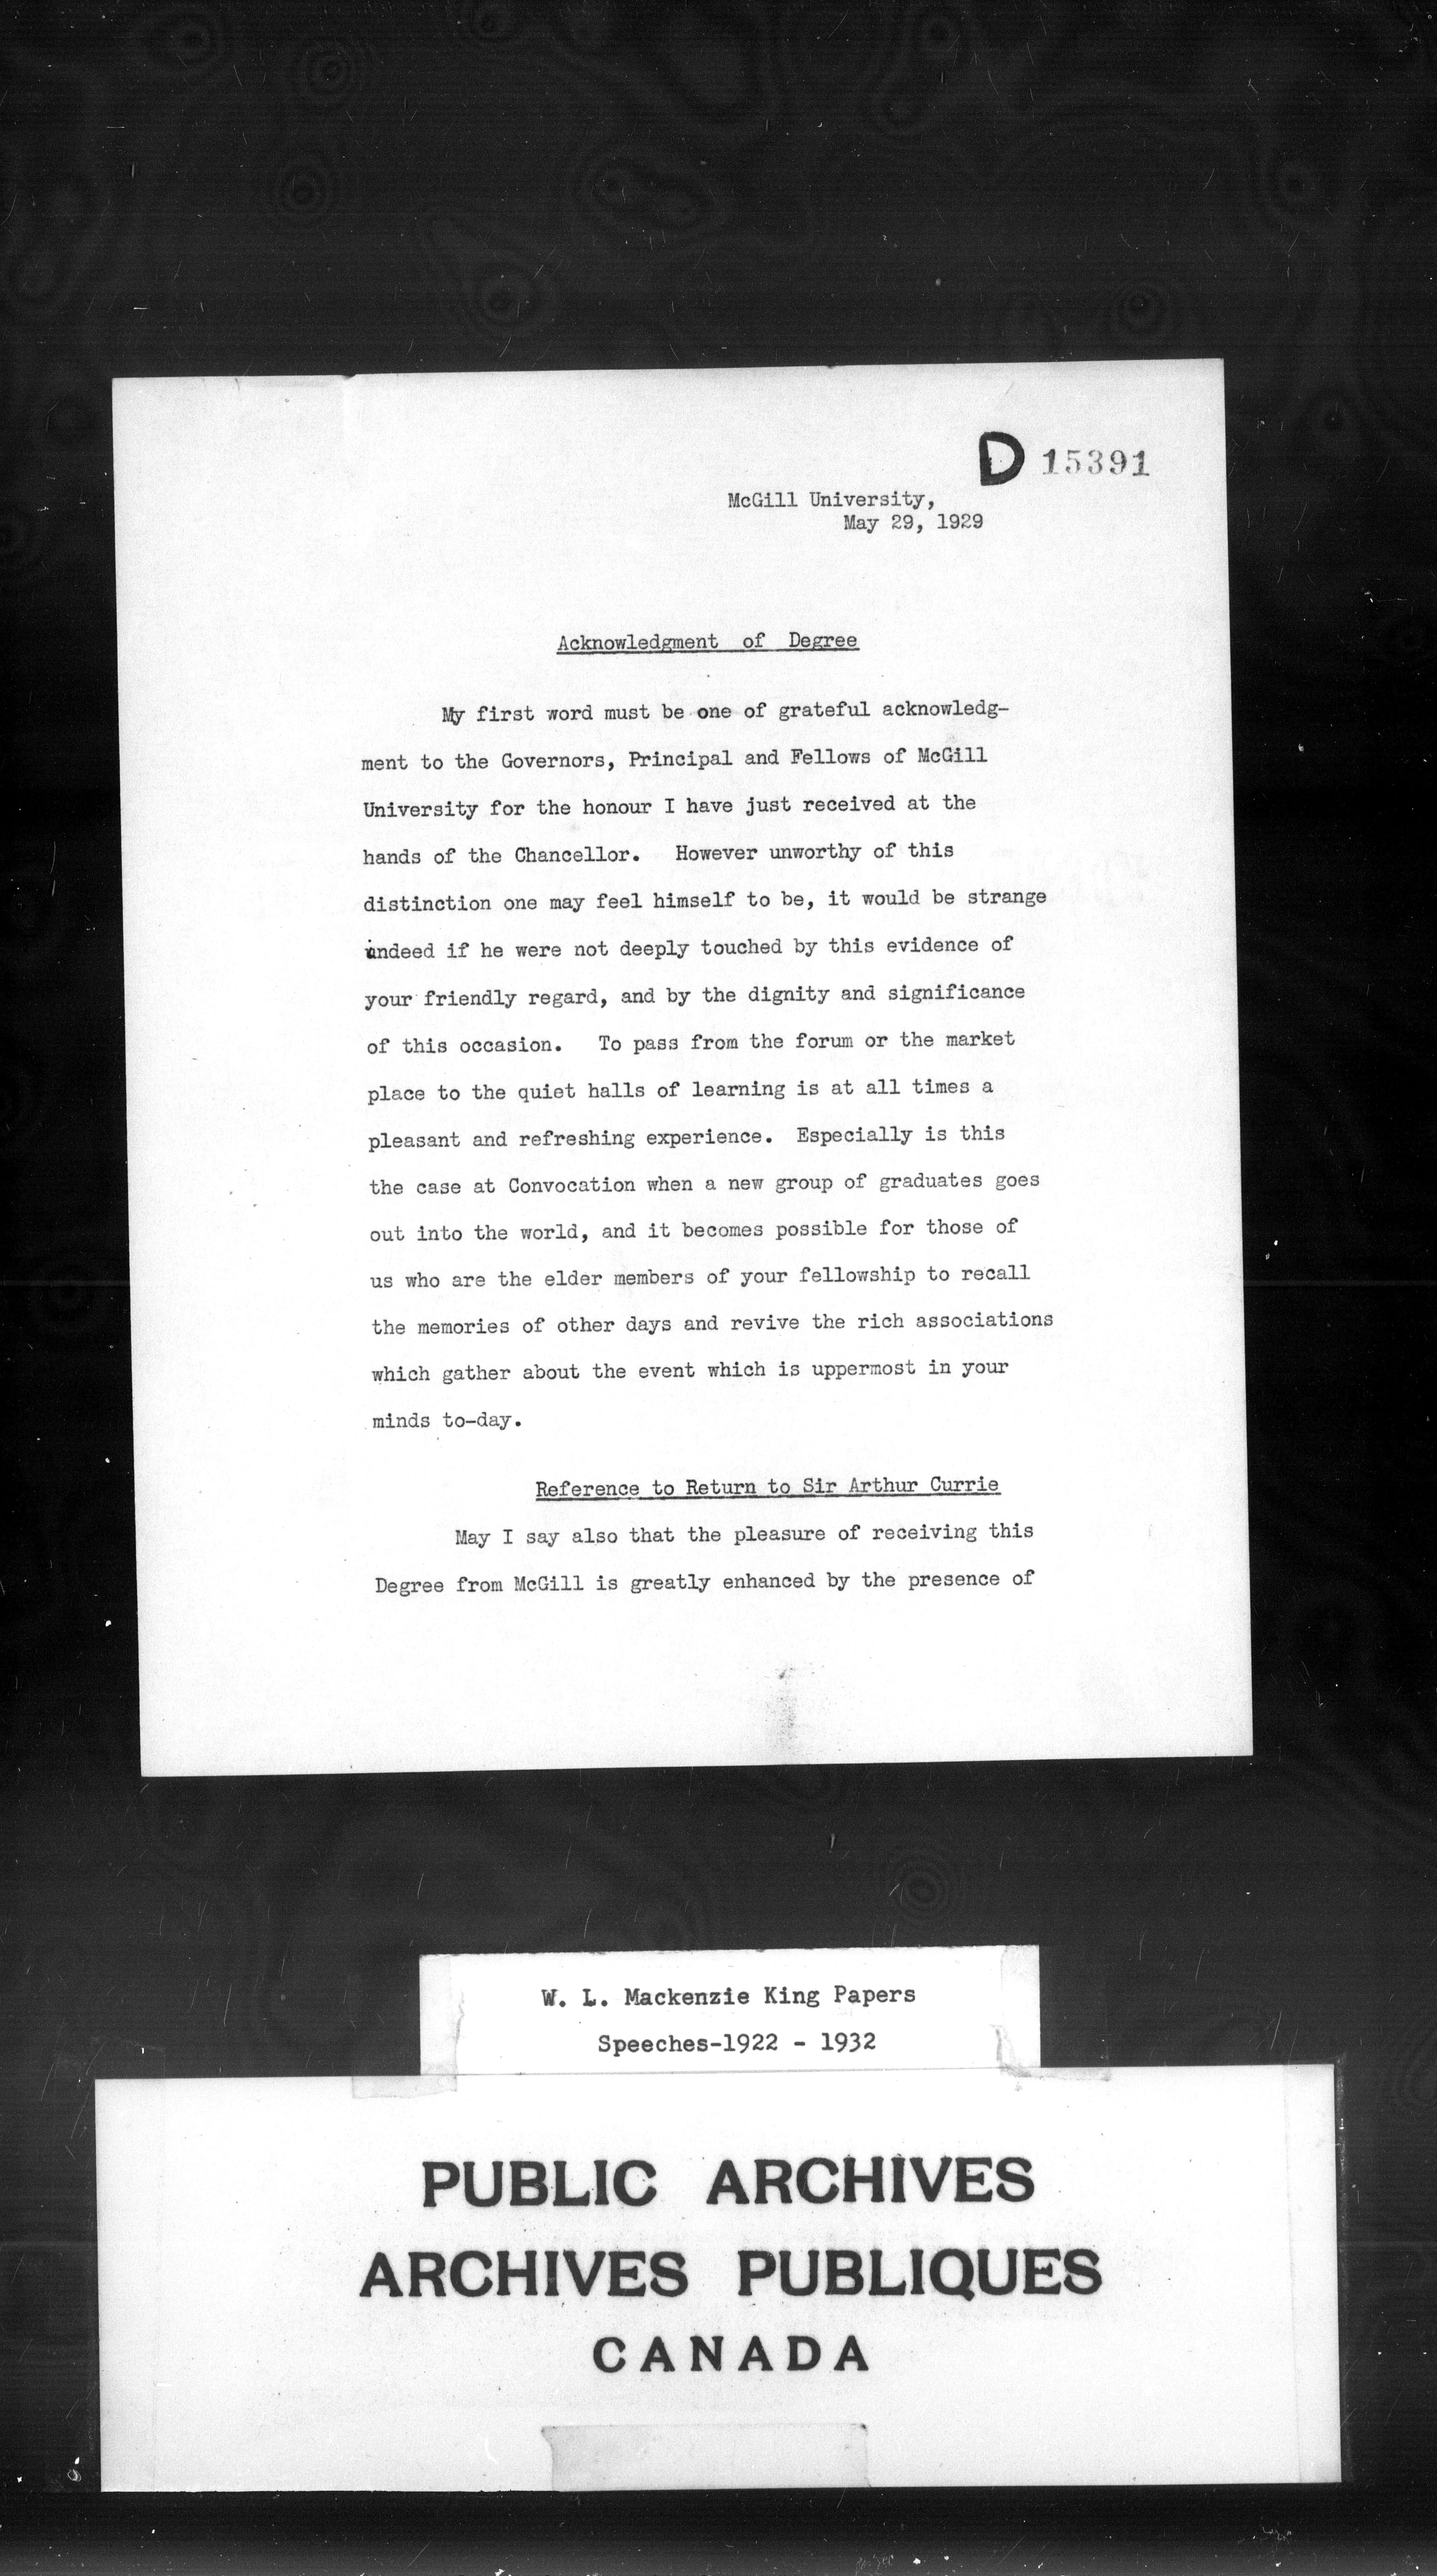 D 15391
McGill University,
May 29, 1929
Acknowledgment of Degree
My first word must be one of grateful acknowledg-
ment to the Governors, Principal and Fellows of McGill
University for the honour I have just received at the
hands of the Chancellor. However unworthy of this
distinction one may feel himself to be, it would be strange
indeed if he were not deeply touched by this evidence of
your friendly regard, and by the dignity and significance
of this occasion. To pass from the forum or the market
place to the quiet halls of learning is at all times a
pleasant and refreshing experience. Especially is this
the case at Convocation when a new group of graduates goes
out into the world, and it becomes possible for those of
us who are the elder members of your fellowship to recall
the memories of other days and revive the rich associations
which gather about the event which is uppermost in your
minds to-day.
Reference to Return to Sir Arthur Currie
May I say also that the pleasure of receiving this
Degree from McGill is greatly enhanced by the presence of
W. L. Mackenzie King Papers
Speeches-1922 - 1932
PUBLIC ARCHIVES
ARCHIVES PUBLIQUES
CANADA